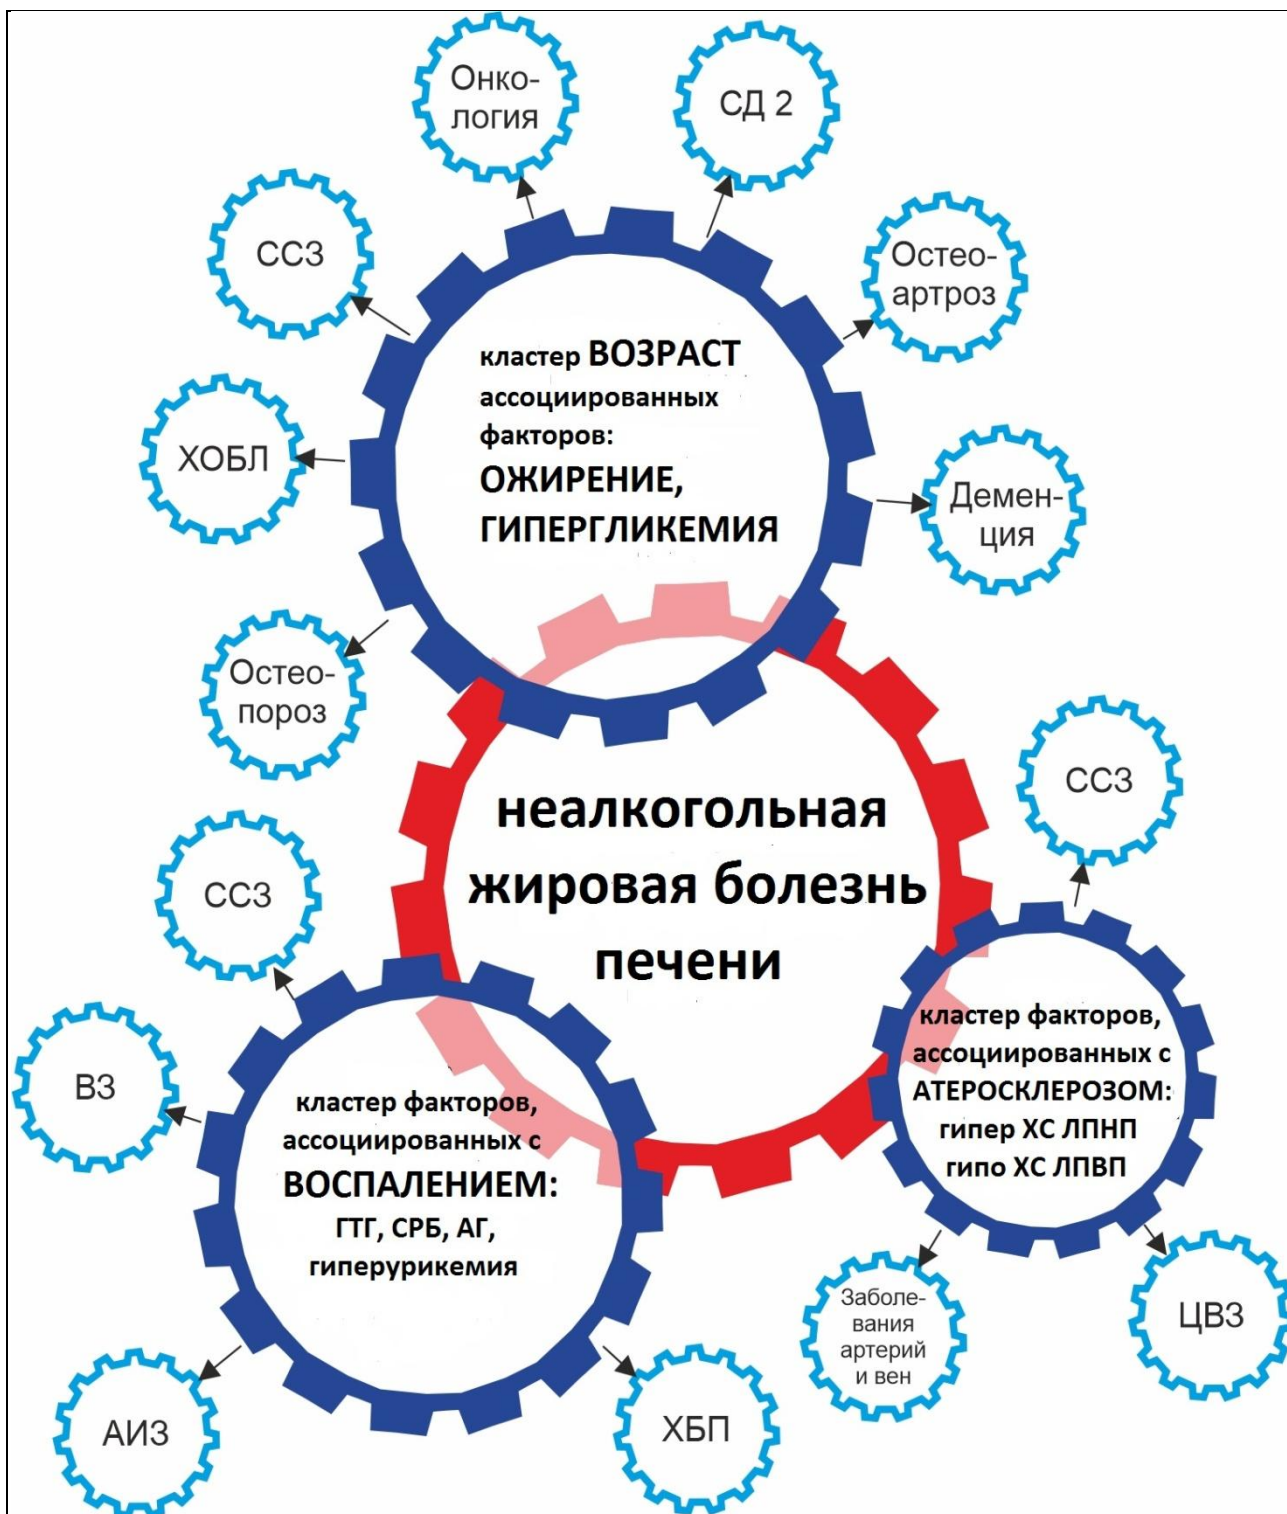 Онко-
логия
СД 2
ССЗ
Остео-
артроз
кластер ВОЗРАСТ
ассоциированных
факторов:
ОЖИРЕНИЕ,
ГИПЕРГЛИКЕМИЯ
ХОБЛ
Демен-
ция
Остео-
пороз
неалкогольная
жировая болезнь
печени
ССЗ
ССЗ
ВЗ
кластер факторов,
ассоциированных с
ВОСПАЛЕНИЕМ:
ГТГ, СРБ, АГ,
гиперурикемия
кластер факторов,
ассоциированных с
АТЕРОСКЛЕРОЗОМ:
гипер ХС ЛПНП
гипо ХС ЛПВП
АИЗ
ХБП
Заболе-
вания
артерий
и вен
ЦВЗ